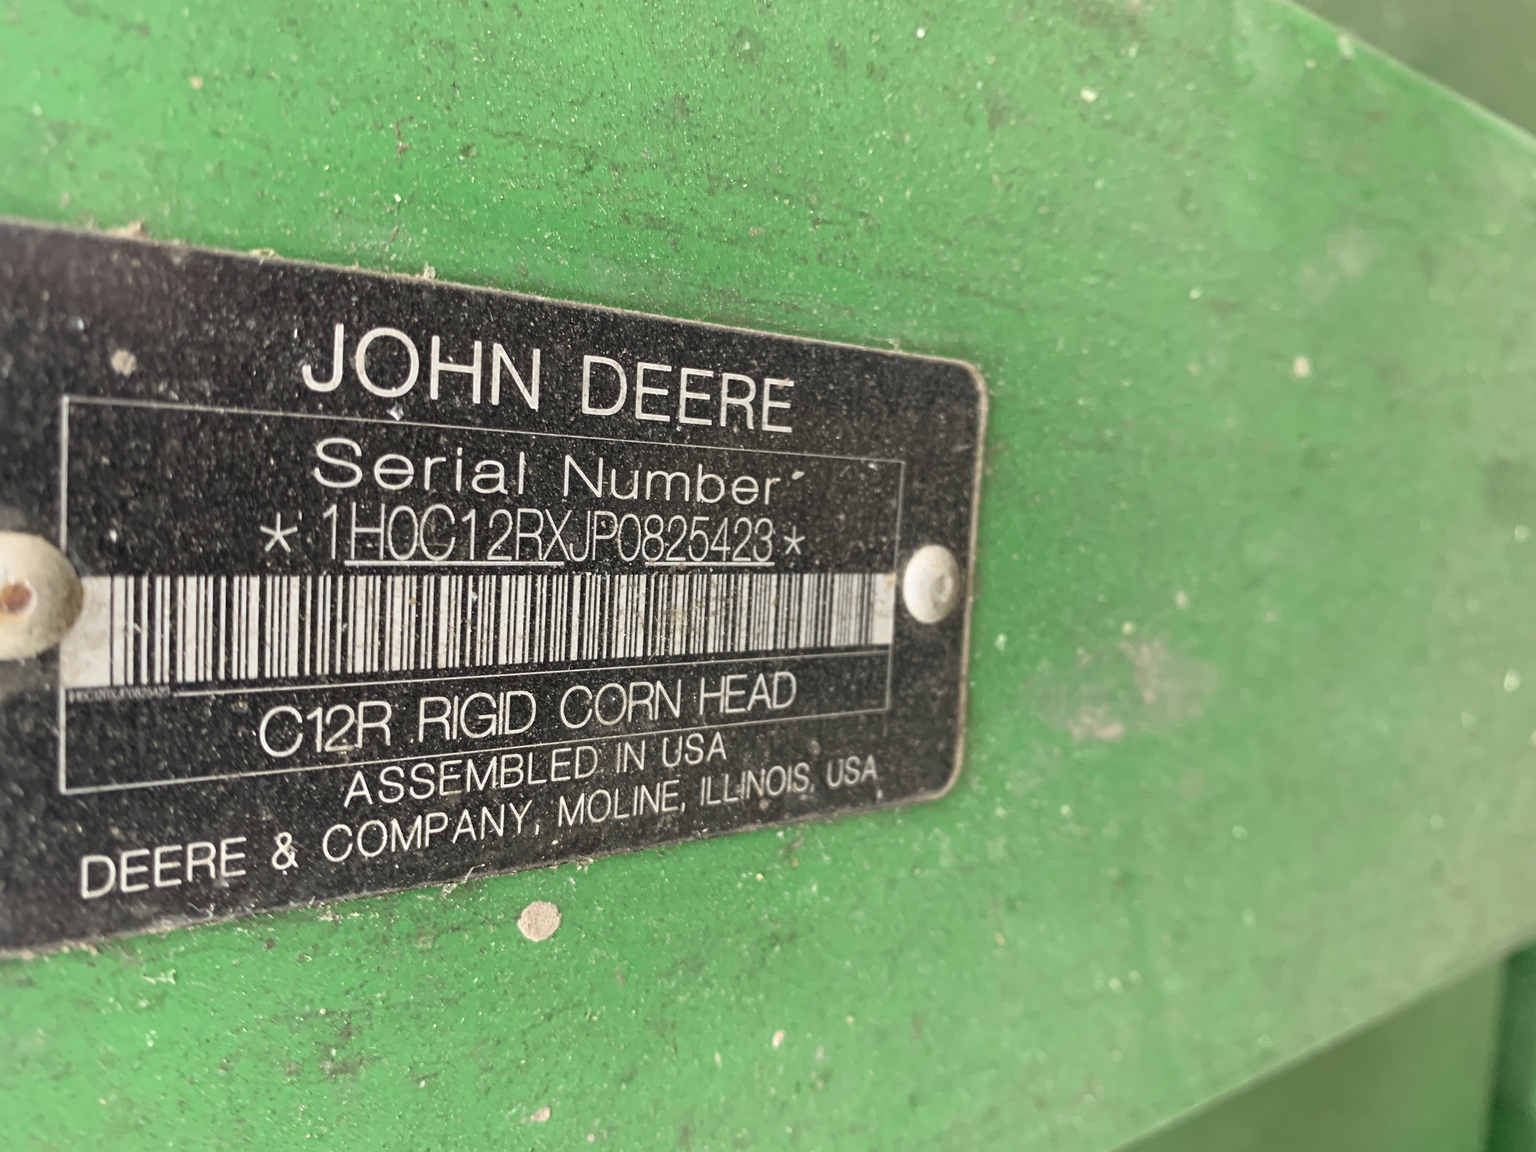 JOHN DEERE
Serial Number
* 1H0C12RXJP0825423 *
C12R RIGID CORN HEAD
ASSEMBLED IN USA
DEERE & COMPANY, MOLINE, ILLINOIS, USA